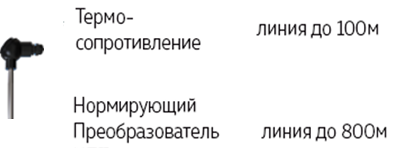 Термо-
сопротивление линия до 100м
Нормирующий
Преобразователь линия до 800м